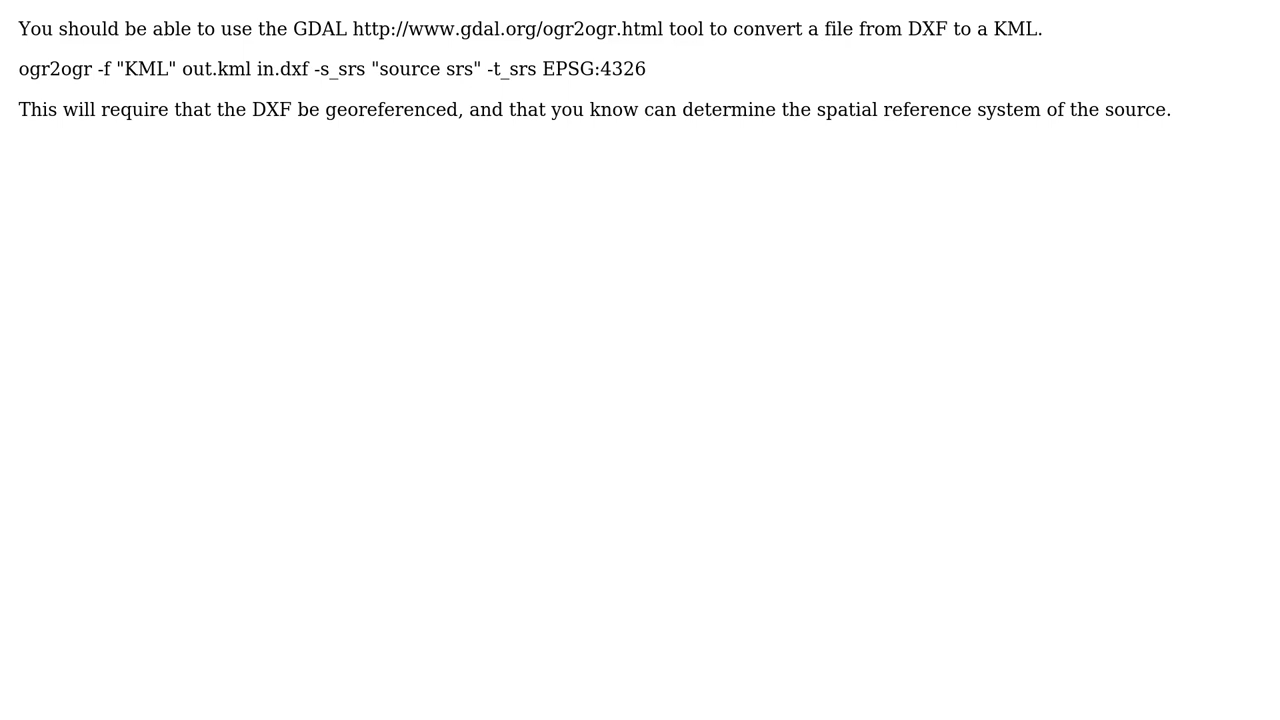 You should be able to use the GDAL http://www.gdal.org/ogr2ogr.html tool to convert a file from DXF to a KML.
ogr2ogr -f "KML" out.kml in.dxf -s_srs "source srs" -t_srs EPSG:4326
This will require that the DXF be georeferenced, and that you know can determine the spatial reference system of the source.